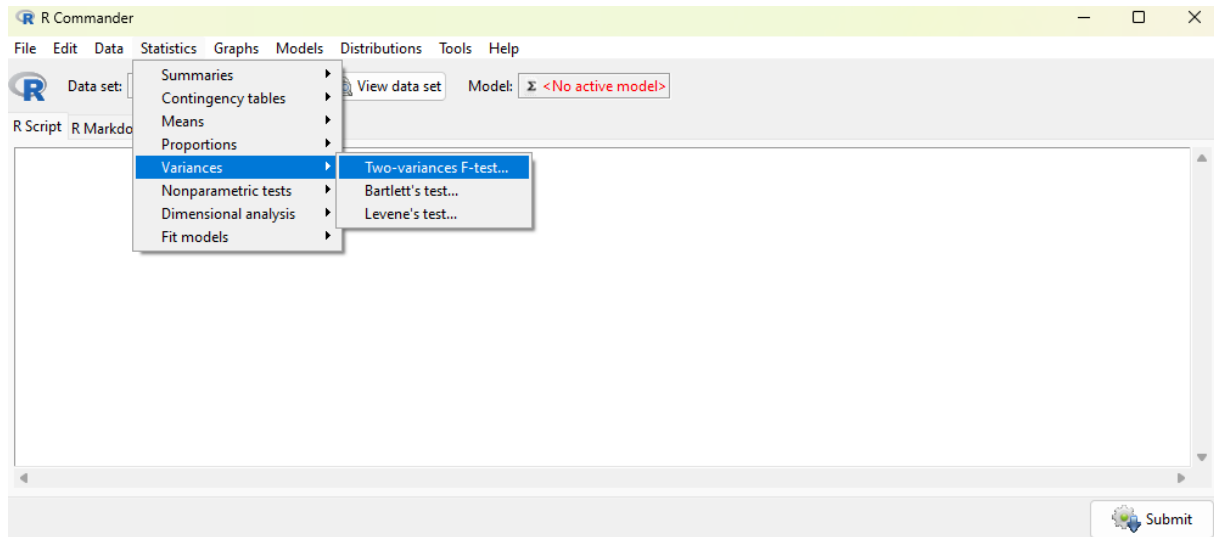 R Commander
File Edit Data Statistics Graphs Models Distributions Tools Help
R Data set: View data set Model: Σ <No active model>
R Script R Markdo
Summaries
Contingency tables
Means
Proportions
Variances
Nonparametric tests
Dimensional analysis
Fit models
Two-variances F-test...
Bartlett's test...
Levene's test...
Submit